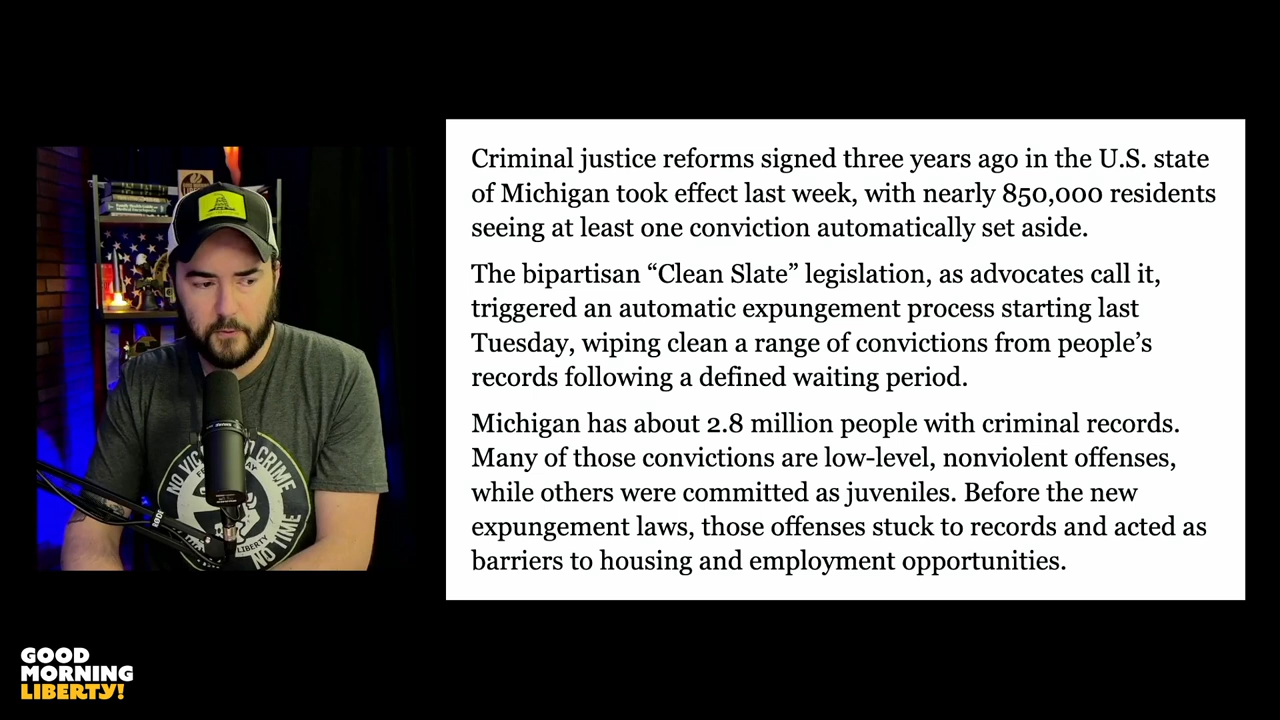 Criminal justice reforms signed three years ago in the U.S. state
of Michigan took effect last week, with nearly 850,000 residents
seeing at least one conviction automatically set aside.
The bipartisan “Clean Slate” legislation, as advocates call it,
triggered an automatic expungement process starting last
Tuesday, wiping clean a range of convictions from people’s
records following a defined waiting period.
Michigan has about 2.8 million people with criminal records.
Many of those convictions are low-level, nonviolent offenses,
while others were committed as juveniles. Before the new
expungement laws, those offenses stuck to records and acted as
barriers to housing and employment opportunities.
NO
CRIME
LIBERTY
NO TIME
GOOD
MORNING
LIBERTY!